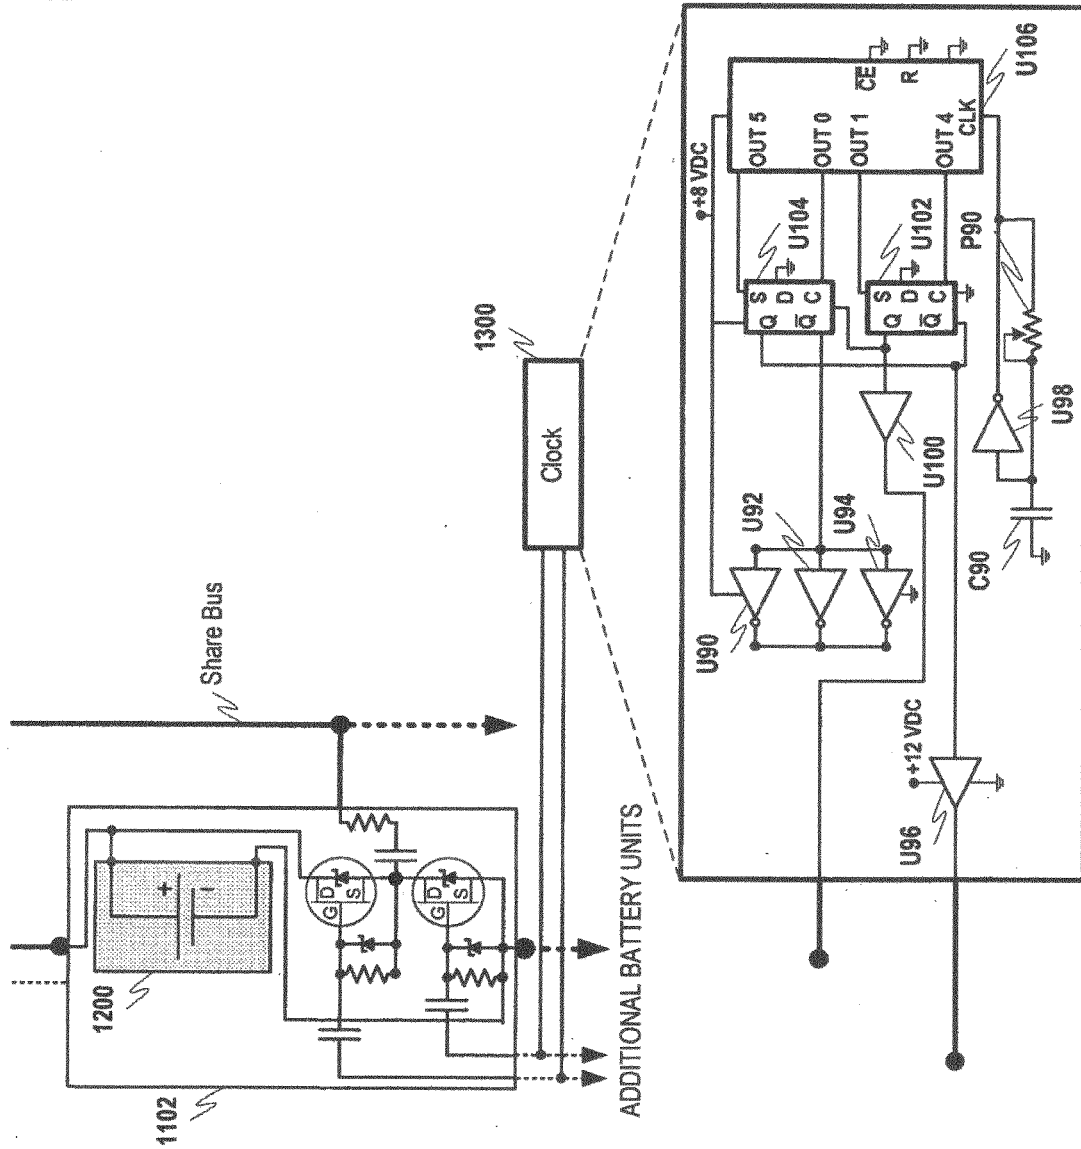 1102
1200
+
–
G
D
S
G
D
S
Share Bus
ADDITIONAL BATTERY UNITS
1300
Clock
+8 VDC
+12 VDC
U90
U92
U94
U96
U100
U98
C90
P90
U104
S
D
C
Q
Q̅
U102
S
D
C
Q
Q̅
OUT 5
OUT 0
OUT 1
OUT 4
C̅E̅
R
CLK
U106